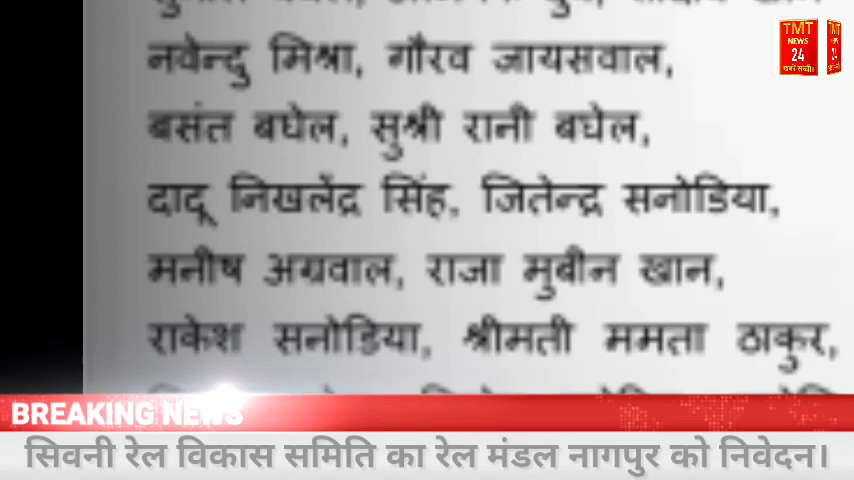 नवेन्दु मिश्रा, गौरव जायसवाल,
बसंत बघेल, सुश्री रानी बघेल,
दादू निखलेंद्र सिंह, जितेन्द्र सनोडिया,
मनीष अग्रवाल, राजा मुबीन खान,
राकेश सनोडिया, श्रीमती ममता ठाकुर,
TMT
NEWS
24
BREAKING NEWS
सिवनी रेल विकास समिति का रेल मंडल नागपुर को निवेदन।